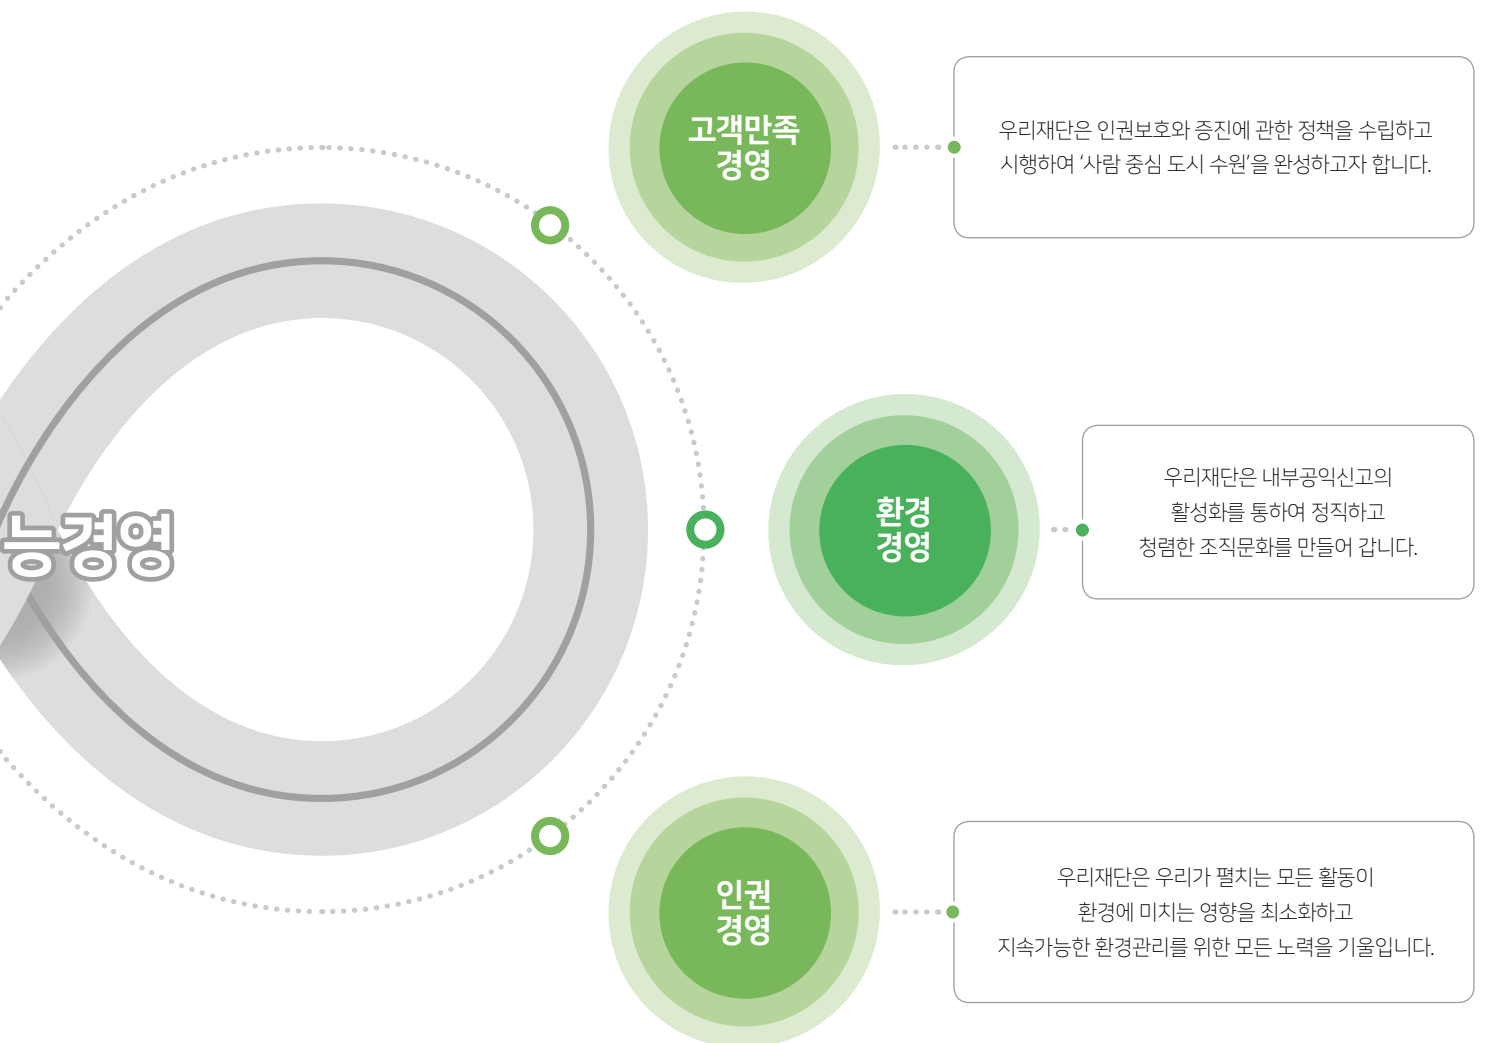 고객만족
경영
우리재단은 인권보호와 증진에 관한 정책을 수립하고
시행하여 ‘사람 중심 도시 수원’을 완성하고자 합니다.
능경영
환경
경영
우리재단은 내부공익신고의
활성화를 통하여 정직하고
청렴한 조직문화를 만들어 갑니다.
인권
경영
우리재단은 우리가 펼치는 모든 활동이
환경에 미치는 영향을 최소화하고
지속가능한 환경관리를 위한 모든 노력을 기울입니다.